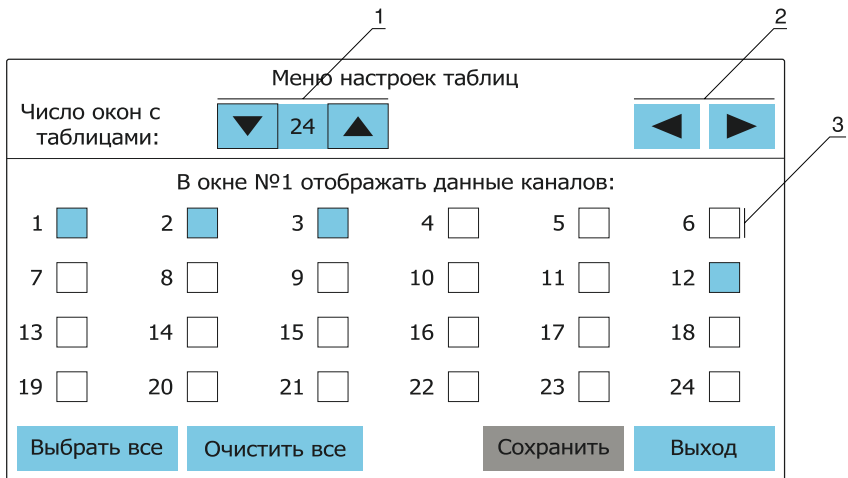 1 2
Меню настроек таблиц
Число окон с
таблицами:
24
3
В окне №1 отображать данные каналов:
1 2 3 4 5 6
7 8 9 10 11 12
13 14 15 16 17 18
19 20 21 22 23 24
Выбрать все Очистить все Сохранить Выход